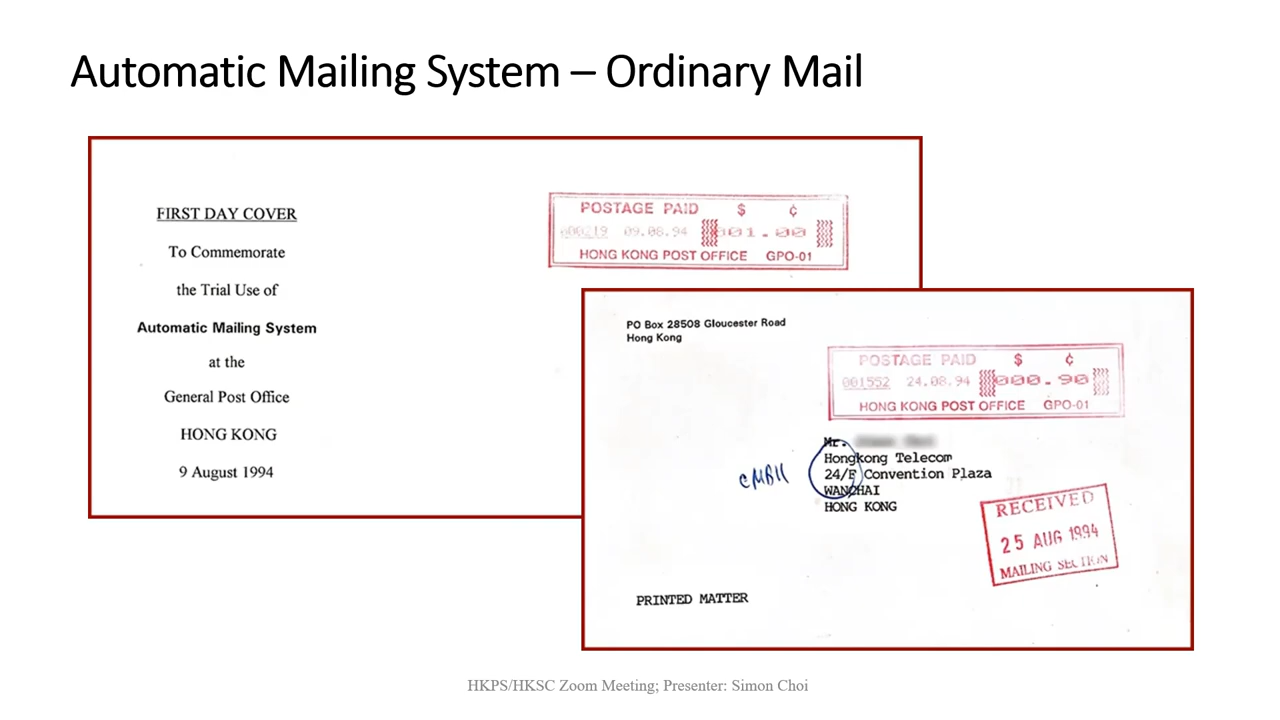 Automatic Mailing System – Ordinary Mail
FIRST DAY COVER
To Commemorate
the Trial Use of
Automatic Mailing System
at the
General Post Office
HONG KONG
9 August 1994
POSTAGE PAID $ ¢
000219 09.08.94 001.00
HONG KONG POST OFFICE GPO-01
PO Box 28508 Gloucester Road
Hong Kong
POSTAGE PAID $ ¢
001552 24.08.94 000.90
HONG KONG POST OFFICE GPO-01
Mr.
Hongkong Telecom
24/F Convention Plaza
WANCHAI
HONG KONG
CMB11
RECEIVED
25 AUG 1994
MAILING SECTION
PRINTED MATTER
HKPS/HKSC Zoom Meeting; Presenter: Simon Choi